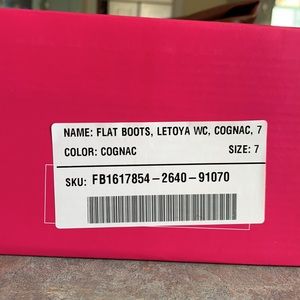 NAME: FLAT BOOTS, LETOYA WC, COGNAC, 7
COLOR: COGNAC SIZE: 7
SKU: FB1617854-2640-91070